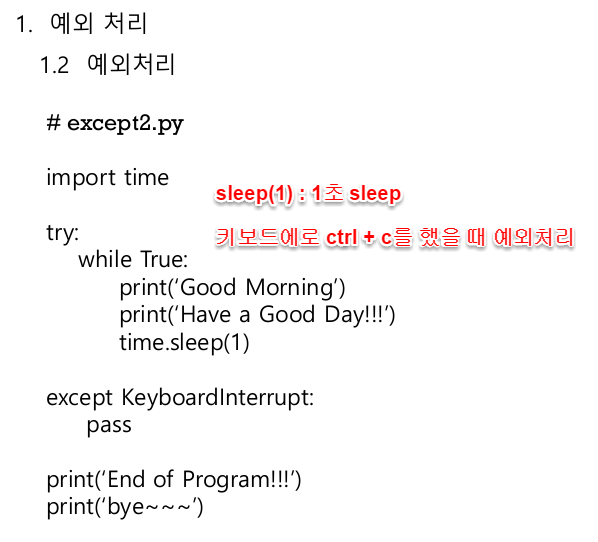 1. 예외 처리
1.2 예외처리
# except2.py
import time
sleep(1) : 1초 sleep
try:
키보드에로 ctrl + c를 했을 때 예외처리
while True:
print(‘Good Morning’)
print(‘Have a Good Day!!!’)
time.sleep(1)
except KeyboardInterrupt:
pass
print(‘End of Program!!!’)
print(‘bye~~~’)